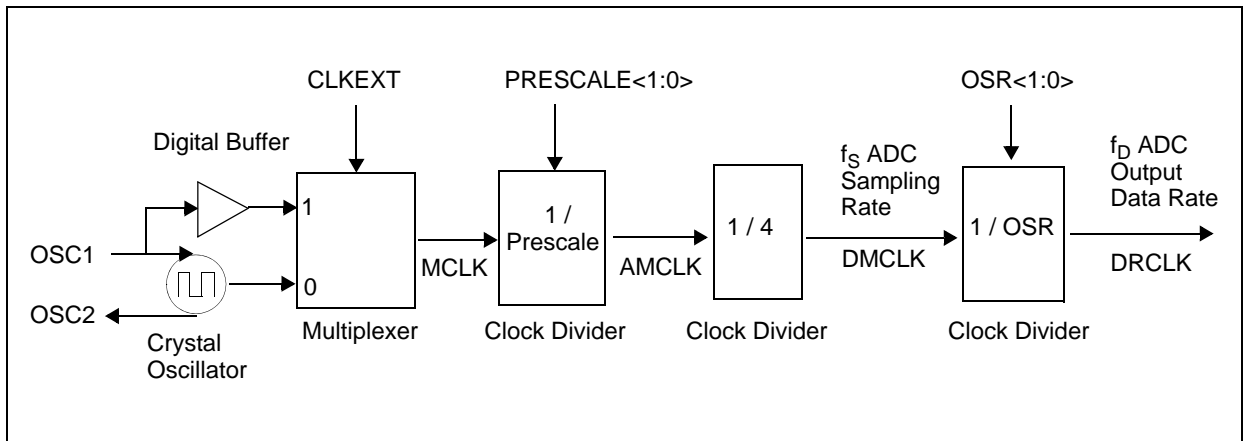 CLKEXT
PRESCALE<1:0>
OSR<1:0>
Digital Buffer
fS ADC
Sampling
Rate
fD ADC
Output
Data Rate
1
1 /
Prescale
1 / 4
1 / OSR
OSC1
MCLK
AMCLK
DMCLK
DRCLK
0
OSC2
Multiplexer
Clock Divider
Clock Divider
Clock Divider
Crystal
Oscillator